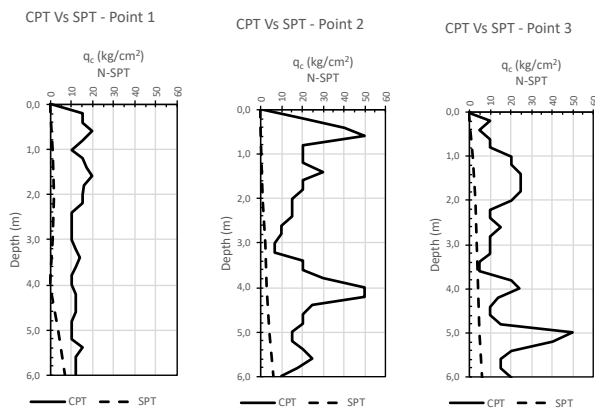 CPT Vs SPT - Point 1
q_c (kg/cm²)
N-SPT
0 10 20 30 40 50 60
0,0
1,0
2,0
3,0
4,0
5,0
6,0
Depth (m)
CPT SPT
CPT Vs SPT - Point 2
q_c (kg/cm²)
N-SPT
0 10 20 30 40 50 60
0,0
1,0
2,0
3,0
4,0
5,0
6,0
Depth (m)
CPT SPT
CPT Vs SPT - Point 3
q_c (kg/cm²)
N-SPT
0 10 20 30 40 50 60
0,0
1,0
2,0
3,0
4,0
5,0
6,0
Depth (m)
CPT SPT